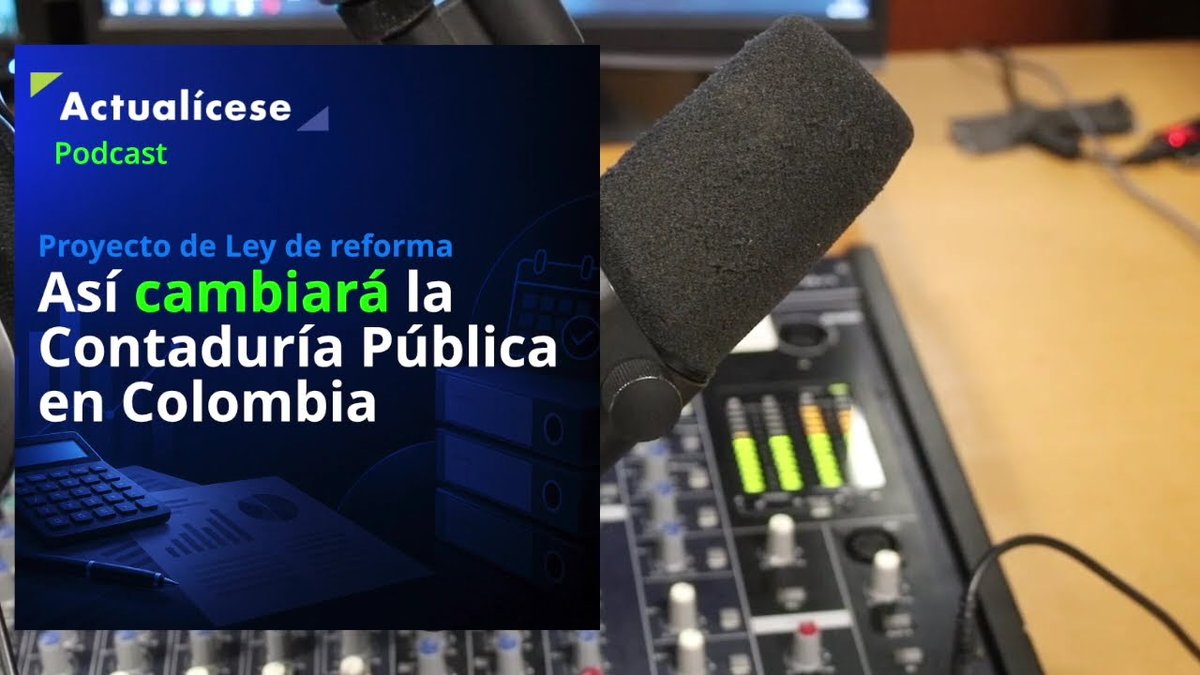 Actualícese
Podcast
Proyecto de Ley de reforma
Así cambiará la
Contaduría Pública
en Colombia